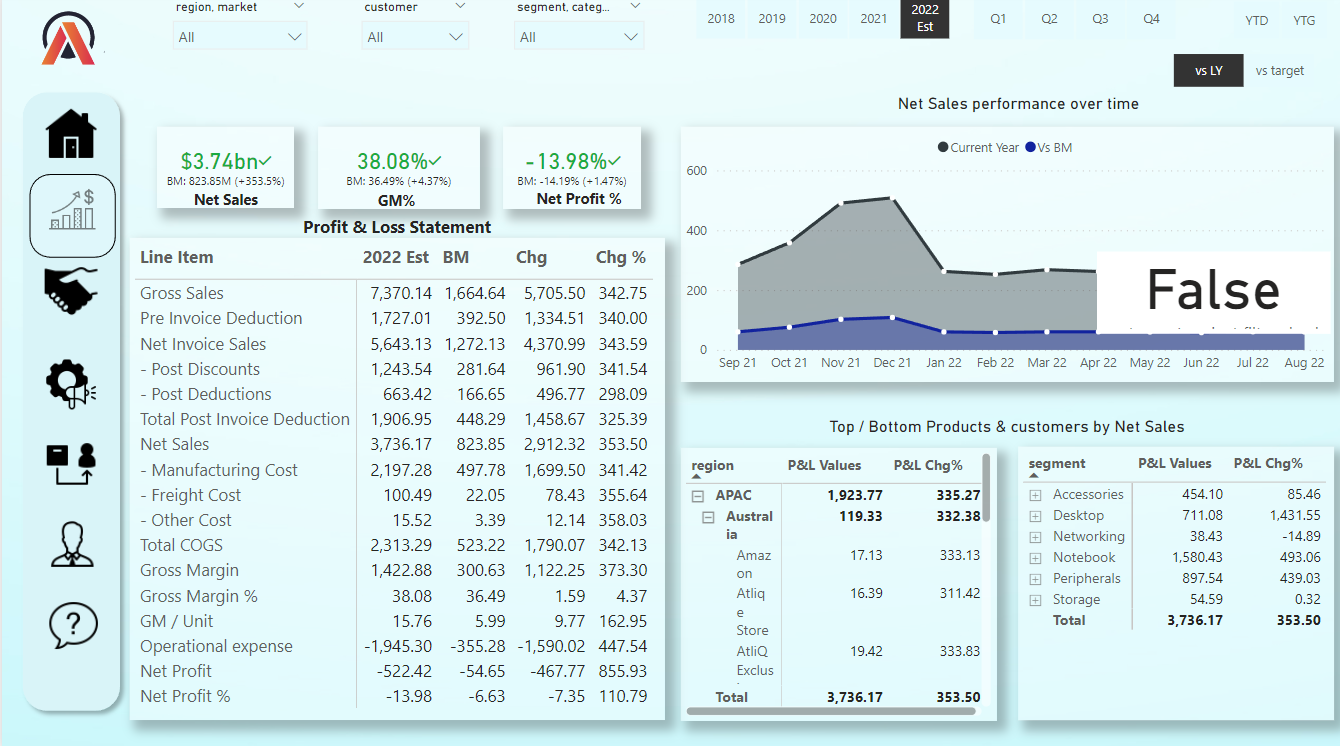 region, market
customer
segment, categ...
All
All
All
2018 2019 2020 2021 2022 Est
Q1 Q2 Q3 Q4
YTD YTG
vs LY vs target
Net Sales performance over time
$3.74bn
BM: 823.85M (+353.5%)
Net Sales
38.08%
BM: 36.49% (+4.37%)
GM%
-13.98%
BM: -14.19% (+1.47%)
Net Profit %
Profit & Loss Statement
Line Item 2022 Est BM Chg Chg %
Gross Sales 7,370.14 1,664.64 5,705.50 342.75
Pre Invoice Deduction 1,727.01 392.50 1,334.51 340.00
Net Invoice Sales 5,643.13 1,272.13 4,370.99 343.59
- Post Discounts 1,243.54 281.64 961.90 341.54
- Post Deductions 663.42 166.65 496.77 298.09
Total Post Invoice Deduction 1,906.95 448.29 1,458.67 325.39
Net Sales 3,736.17 823.85 2,912.32 353.50
- Manufacturing Cost 2,197.28 497.78 1,699.50 341.42
- Freight Cost 100.49 22.05 78.43 355.64
- Other Cost 15.52 3.39 12.14 358.03
Total COGS 2,313.29 523.22 1,790.07 342.13
Gross Margin 1,422.88 300.63 1,122.25 373.30
Gross Margin % 38.08 36.49 1.59 4.37
GM / Unit 15.76 5.99 9.77 162.95
Operational expense -1,945.30 -355.28 -1,590.02 447.54
Net Profit -522.42 -54.65 -467.77 855.93
Net Profit % -13.98 -6.63 -7.35 110.79
Current Year Vs BM
600
400
200
0
False
Sep 21 Oct 21 Nov 21 Dec 21 Jan 22 Feb 22 Mar 22 Apr 22 May 22 Jun 22 Jul 22 Aug 22
Top / Bottom Products & customers by Net Sales
region P&L Values P&L Chg%
APAC 1,923.77 335.27
Austral 119.33 332.38
ia
Amaz 17.13 333.13
on
Atliq 16.39 311.42
e
Store
AtliQ 19.42 333.83
Exclus
Total 3,736.17 353.50
segment P&L Values P&L Chg%
Accessories 454.10 85.46
Desktop 711.08 1,431.55
Networking 38.43 -14.89
Notebook 1,580.43 493.06
Peripherals 897.54 439.03
Storage 54.59 0.32
Total 3,736.17 353.50